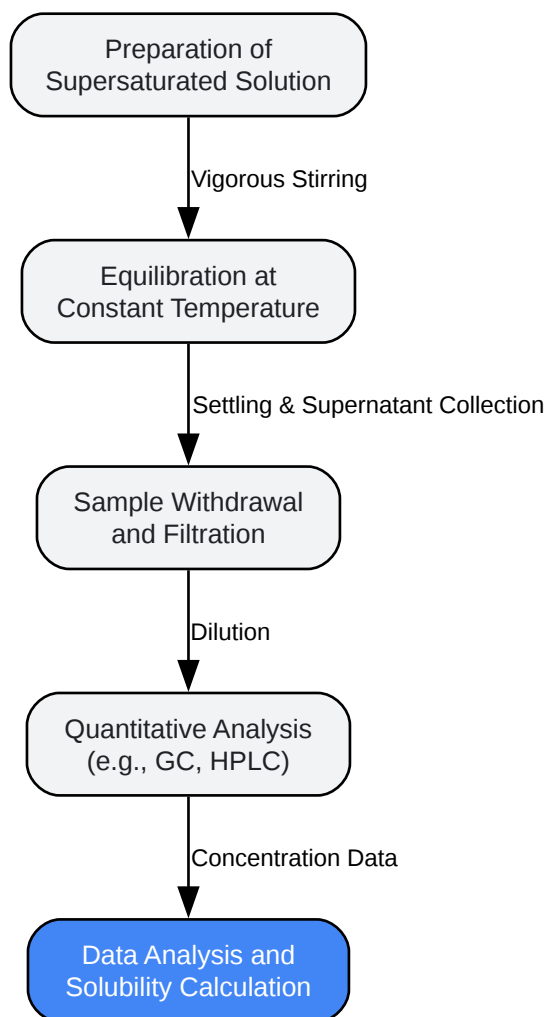 Preparation of
Supersaturated Solution
Vigorous Stirring
Equilibration at
Constant Temperature
Settling & Supernatant Collection
Sample Withdrawal
and Filtration
Dilution
Quantitative Analysis
(e.g., GC, HPLC)
Concentration Data
Data Analysis and
Solubility Calculation